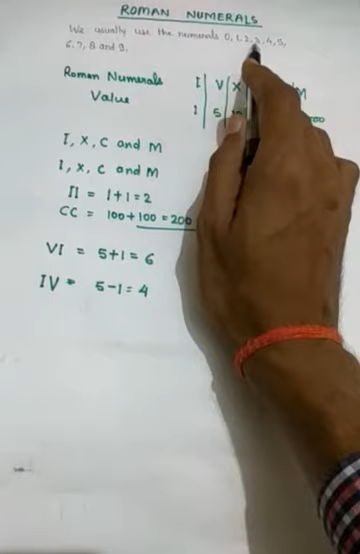 ROMAN NUMERALS
We usually use the numerals 0, 1, 2, 3, 4, 5,
6, 7, 8 and 9.
Roman Numerals I V X M
Value 1 5
I, X, C and M
I, X, C and M
II = 1+1=2
CC = 100+100=200
VI = 5+1=6
IV = 5-1=4